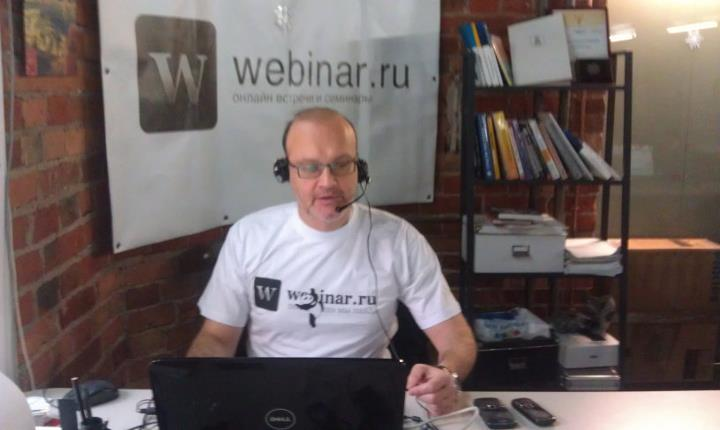 W
webinar.ru
онлайн встречи и семинары
W
webinar.ru
DELL